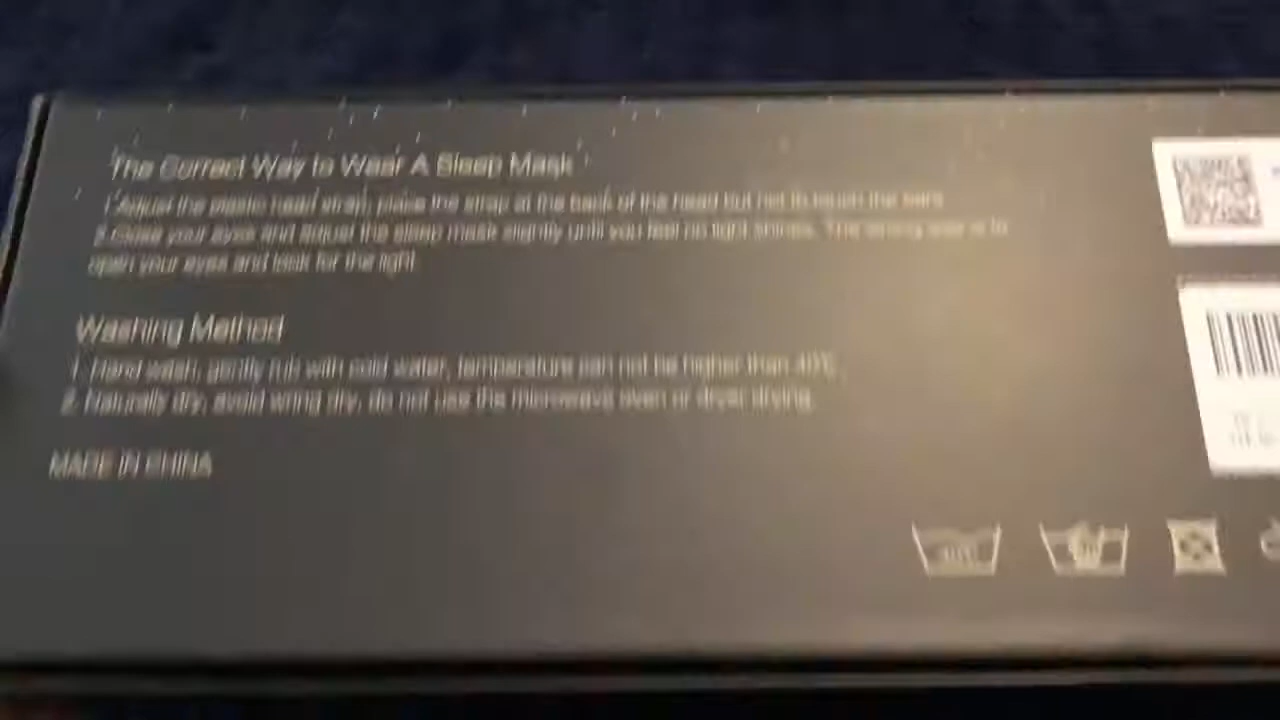 The Correct Way to Wear A Sleep Mask
1.Adjust the elastic head strap, make the strap at the back of the head but not to touch the ears.
2.Close your eyes and adjust the sleep mask slightly until you feel no light shines. The wrong way is to
open your eyes and look for the light.
Washing Method
1. Hand wash, gently rub with cold water, temperature can not be higher than 40℃.
2. Naturally dry, avoid wring dry, do not use the microwave oven or dryer drying.
MADE IN CHINA